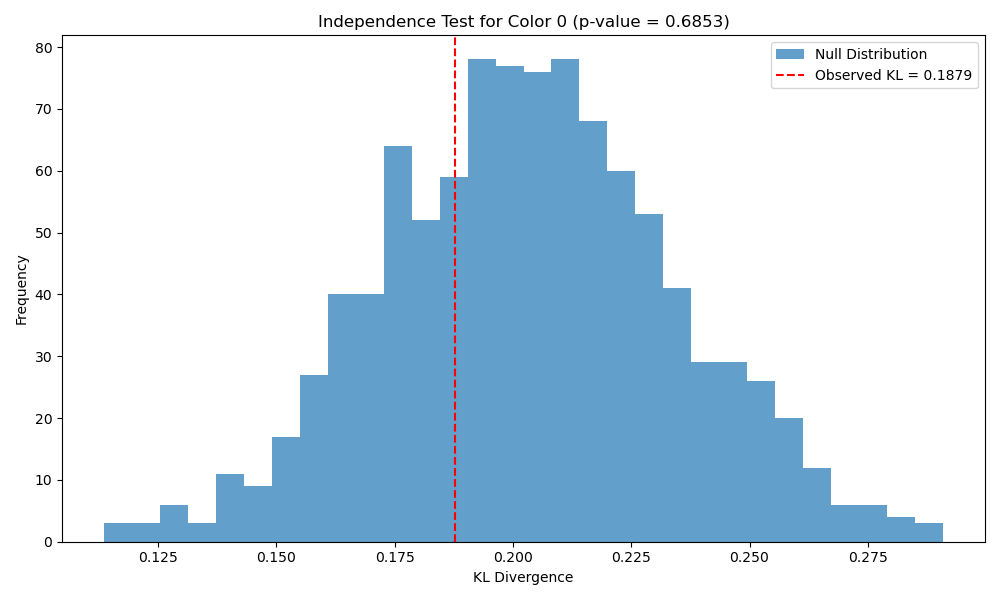 Independence Test for Color 0 (p-value = 0.6853)
Null Distribution
Observed KL = 0.1879
Frequency
80
70
60
50
40
30
20
10
0
0.125 0.150 0.175 0.200 0.225 0.250 0.275
KL Divergence